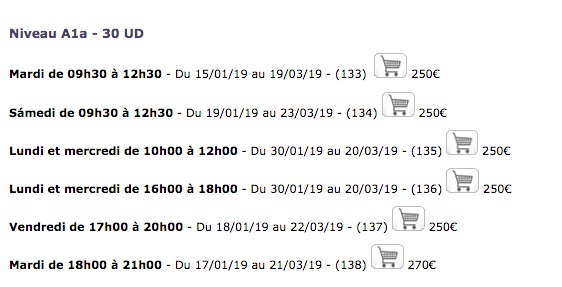 Niveau A1a - 30 UD
Mardi de 09h30 à 12h30 - Du 15/01/19 au 19/03/19 - (133) 250€
Sámedi de 09h30 à 12h30 - Du 19/01/19 au 23/03/19 - (134) 250€
Lundi et mercredi de 10h00 à 12h00 - Du 30/01/19 au 20/03/19 - (135) 250€
Lundi et mercredi de 16h00 à 18h00 - Du 30/01/19 au 20/03/19 - (136) 250€
Vendredi de 17h00 à 20h00 - Du 18/01/19 au 22/03/19 - (137) 250€
Mardi de 18h00 à 21h00 - Du 17/01/19 au 21/03/19 - (138) 270€